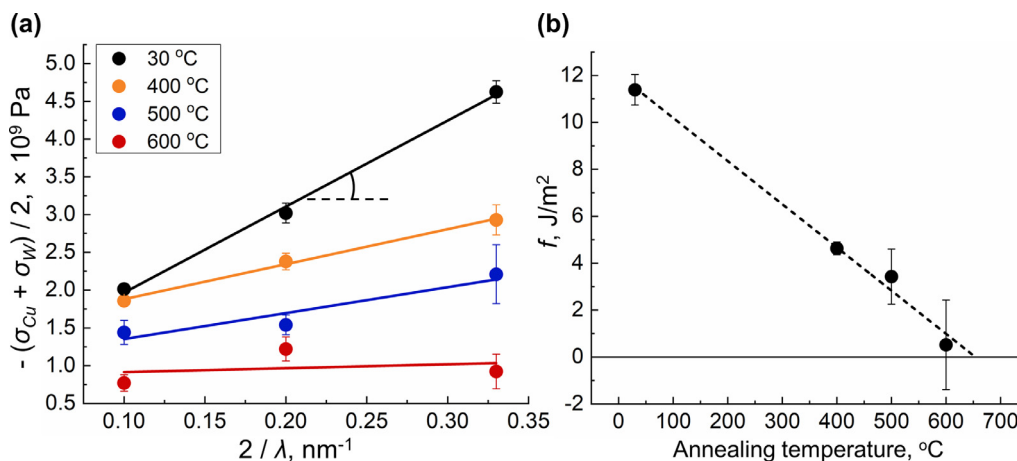 (a)
- (σCu + σW) / 2, × 10⁹ Pa
5.0
4.5
4.0
3.5
3.0
2.5
2.0
1.5
1.0
0.5
30 °C
400 °C
500 °C
600 °C
0.10 0.15 0.20 0.25 0.30 0.35
2 / λ, nm⁻¹
(b)
f, J/m²
12
10
8
6
4
2
0
-2
0 100 200 300 400 500 600 700
Annealing temperature, °C